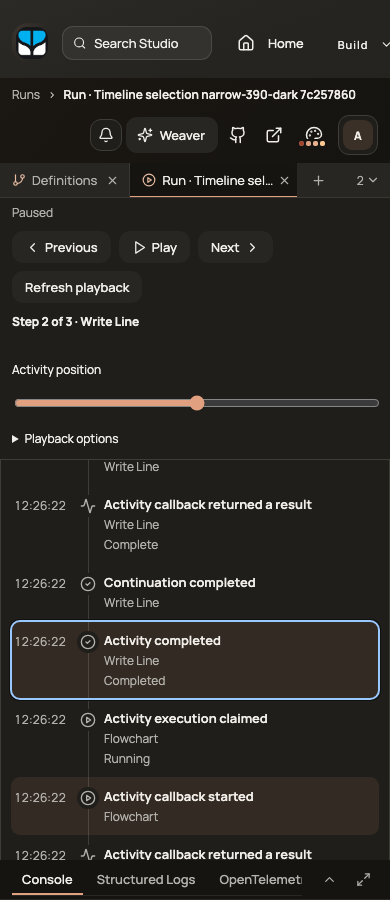 Search Studio
Home
Build
Runs › Run · Timeline selection narrow-390-dark 7c257860
Weaver
A
Definitions
Run · Timeline sel...
2
Paused
Previous
Play
Next
Refresh playback
Step 2 of 3 · Write Line
Activity position
Playback options
Write Line
12:26:22 Activity callback returned a result
Write Line
Complete
12:26:22 Continuation completed
Write Line
12:26:22 Activity completed
Write Line
Completed
12:26:22 Activity execution claimed
Flowchart
Running
12:26:22 Activity callback started
Flowchart
12:26:22 Activity callback returned a result
Console
Structured Logs
OpenTelemet